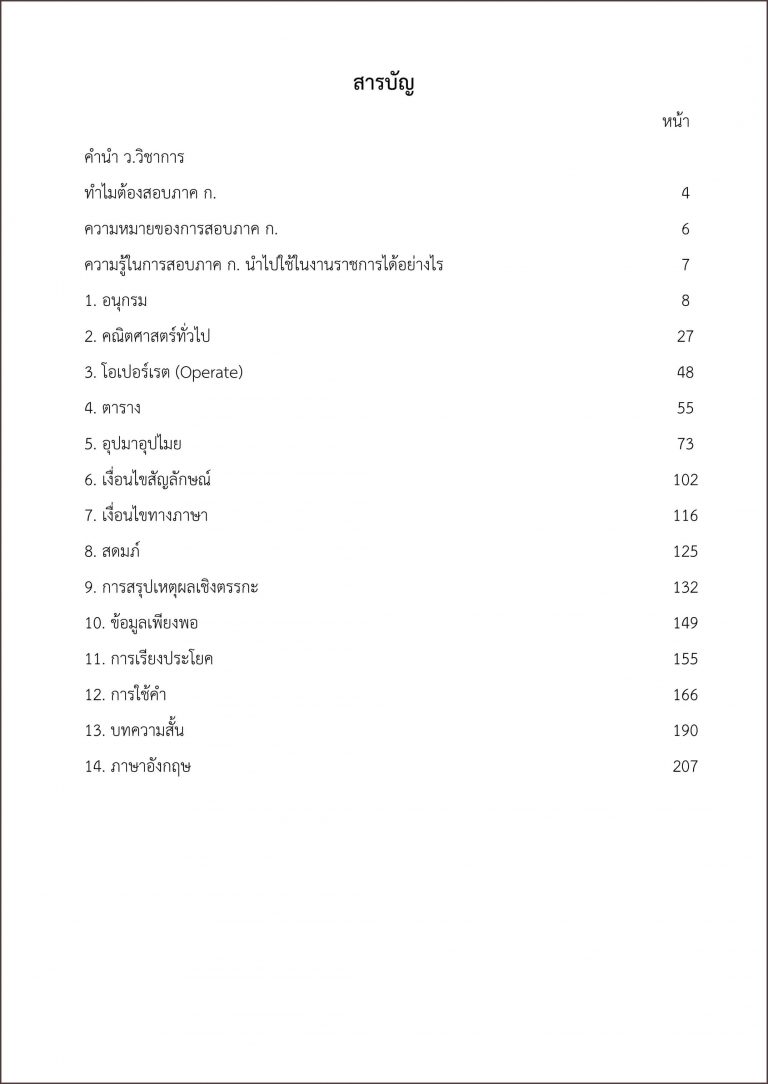 สารบัญ
หน้า
คำนำ ว.วิชาการ
ทำไมต้องสอบภาค ก. 4
ความหมายของการสอบภาค ก. 6
ความรู้ในการสอบภาค ก. นำไปใช้ในงานราชการได้อย่างไร 7
1. อนุกรม 8
2. คณิตศาสตร์ทั่วไป 27
3. โอเปอร์เรต (Operate) 48
4. ตาราง 55
5. อุปมาอุปไมย 73
6. เงื่อนไขสัญลักษณ์ 102
7. เงื่อนไขทางภาษา 116
8. สดมภ์ 125
9. การสรุปเหตุผลเชิงตรรกะ 132
10. ข้อมูลเพียงพอ 149
11. การเรียงประโยค 155
12. การใช้คำ 166
13. บทความสั้น 190
14. ภาษาอังกฤษ 207